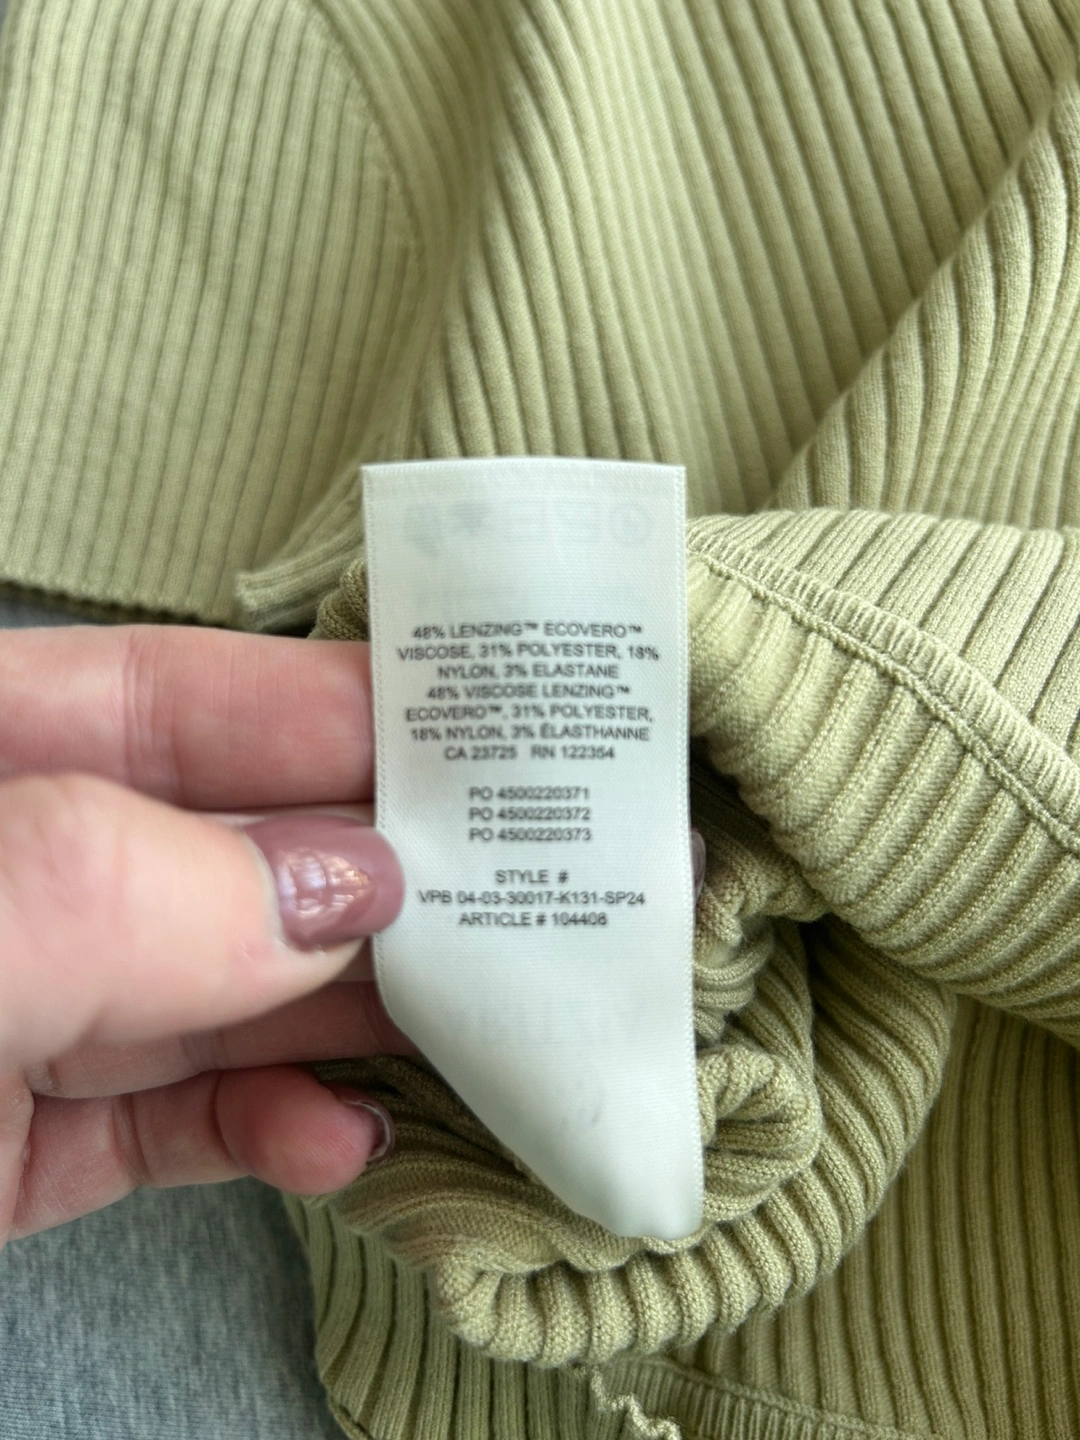 48% LENZING™ ECOVERO™
VISCOSE, 31% POLYESTER, 18%
NYLON, 3% ELASTANE
48% VISCOSE LENZING™
ECOVERO™, 31% POLYESTER,
18% NYLON, 3% ÉLASTHANNE
CA 23725 RN 122354
PO 4500220371
PO 4500220372
PO 4500220373
STYLE #
VPB 04-03-30017-K131-SP24
ARTICLE # 104408